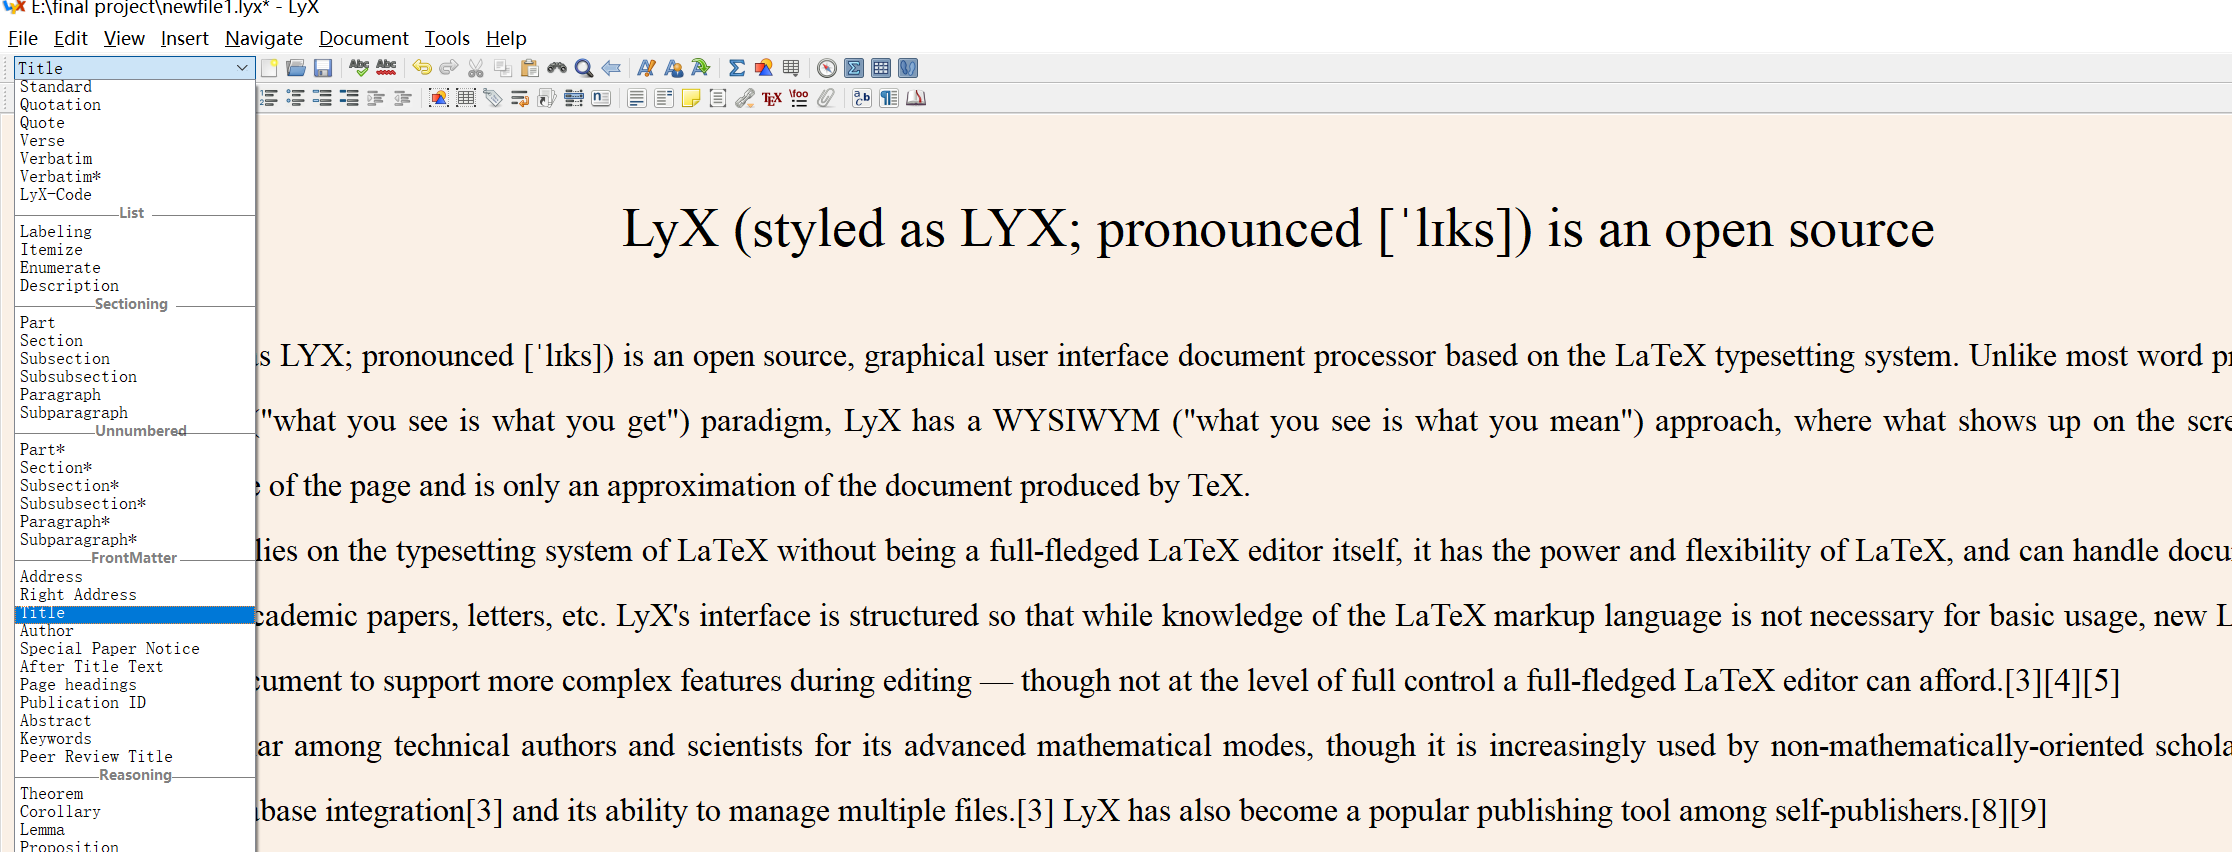 E:\final project\newfile1.lyx* - LyX
File Edit View Insert Navigate Document Tools Help
Title
Standard
Quotation
Quote
Verse
Verbatim
Verbatim*
LyX-Code
List
Labeling
Itemize
Enumerate
Description
Sectioning
Part
Section
Subsection
Subsubsection
Paragraph
Subparagraph
Unnumbered
Part*
Section*
Subsection*
Subsubsection*
Paragraph*
Subparagraph*
FrontMatter
Address
Right Address
Title
Author
Special Paper Notice
After Title Text
Page headings
Publication ID
Abstract
Keywords
Peer Review Title
Reasoning
Theorem
Corollary
Lemma
Proposition
LyX (styled as LYX; pronounced [ˈlɪks]) is an open source
as LYX; pronounced [ˈlɪks]) is an open source, graphical user interface document processor based on the LaTeX typesetting system. Unlike most word pr
("what you see is what you get") paradigm, LyX has a WYSIWYM ("what you see is what you mean") approach, where what shows up on the scre
e of the page and is only an approximation of the document produced by TeX.
lies on the typesetting system of LaTeX without being a full-fledged LaTeX editor itself, it has the power and flexibility of LaTeX, and can handle docu
cademic papers, letters, etc. LyX's interface is structured so that while knowledge of the LaTeX markup language is not necessary for basic usage, new L
cument to support more complex features during editing — though not at the level of full control a full-fledged LaTeX editor can afford.[3][4][5]
ar among technical authors and scientists for its advanced mathematical modes, though it is increasingly used by non-mathematically-oriented schola
base integration[3] and its ability to manage multiple files.[3] LyX has also become a popular publishing tool among self-publishers.[8][9]